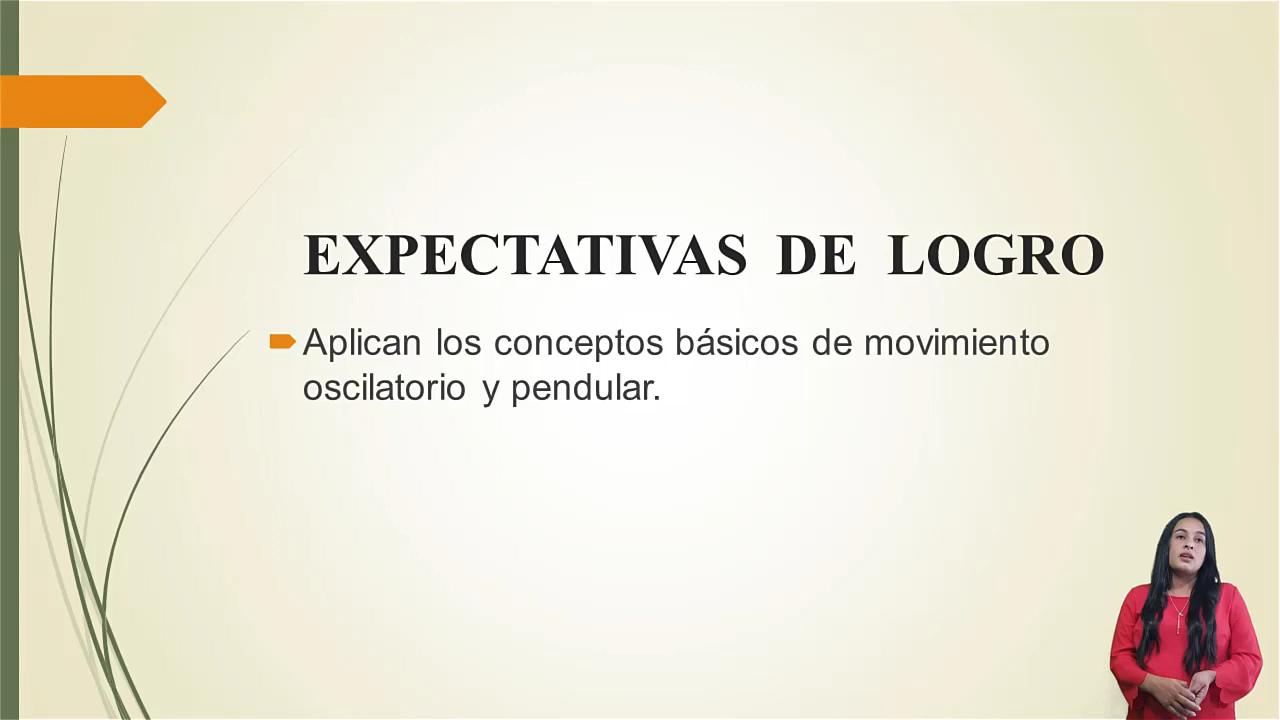 EXPECTATIVAS DE LOGRO
Aplican los conceptos básicos de movimiento
oscilatorio y pendular.